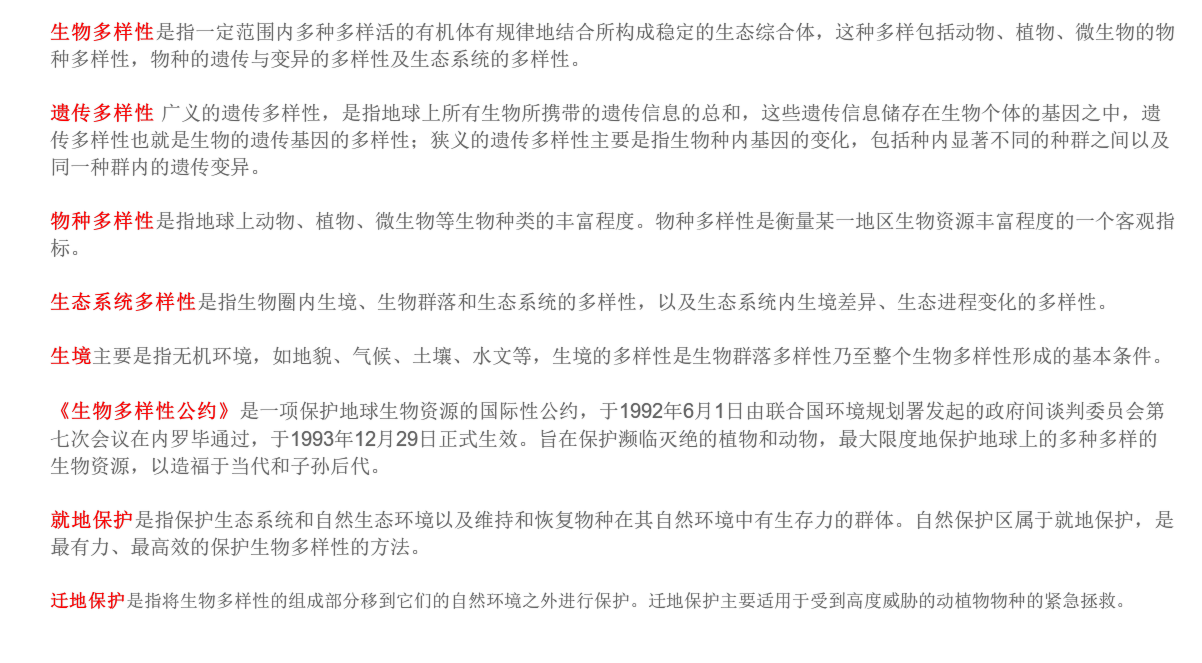 生物多样性是指一定范围内多种多样活的有机体有规律地结合所构成稳定的生态综合体，这种多样包括动物、植物、微生物的物
种多样性，物种的遗传与变异的多样性及生态系统的多样性。
遗传多样性 广义的遗传多样性，是指地球上所有生物所携带的遗传信息的总和，这些遗传信息储存在生物个体的基因之中，遗
传多样性也就是生物的遗传基因的多样性；狭义的遗传多样性主要是指生物种内基因的变化，包括种内显著不同的种群之间以及
同一种群内的遗传变异。
物种多样性是指地球上动物、植物、微生物等生物种类的丰富程度。物种多样性是衡量某一地区生物资源丰富程度的一个客观指
标。
生态系统多样性是指生物圈内生境、生物群落和生态系统的多样性，以及生态系统内生境差异、生态进程变化的多样性。
生境主要是指无机环境，如地貌、气候、土壤、水文等，生境的多样性是生物群落多样性乃至整个生物多样性形成的基本条件。
《生物多样性公约》是一项保护地球生物资源的国际性公约，于1992年6月1日由联合国环境规划署发起的政府间谈判委员会第
七次会议在内罗毕通过，于1993年12月29日正式生效。旨在保护濒临灭绝的植物和动物，最大限度地保护地球上的多种多样的
生物资源，以造福于当代和子孙后代。
就地保护是指保护生态系统和自然生态环境以及维持和恢复物种在其自然环境中有生存力的群体。自然保护区属于就地保护，是
最有力、最高效的保护生物多样性的方法。
迁地保护是指将生物多样性的组成部分移到它们的自然环境之外进行保护。迁地保护主要适用于受到高度威胁的动植物物种的紧急拯救。